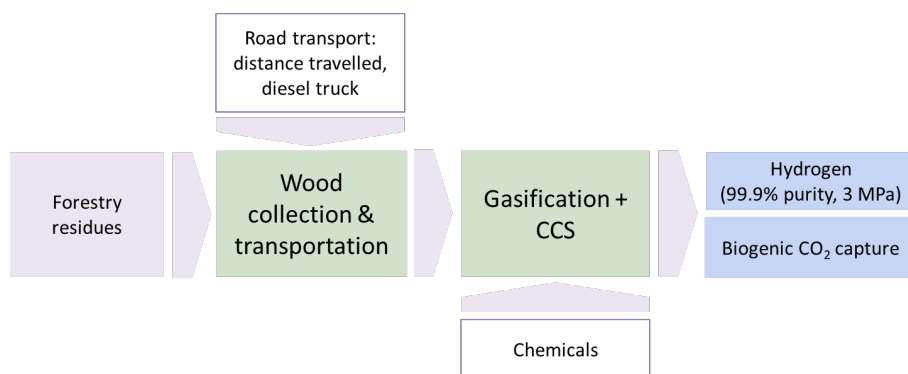 Road transport:
distance travelled,
diesel truck
Forestry
residues
Wood
collection &
transportation
Gasification +
CCS
Hydrogen
(99.9% purity, 3 MPa)
Biogenic CO₂ capture
Chemicals